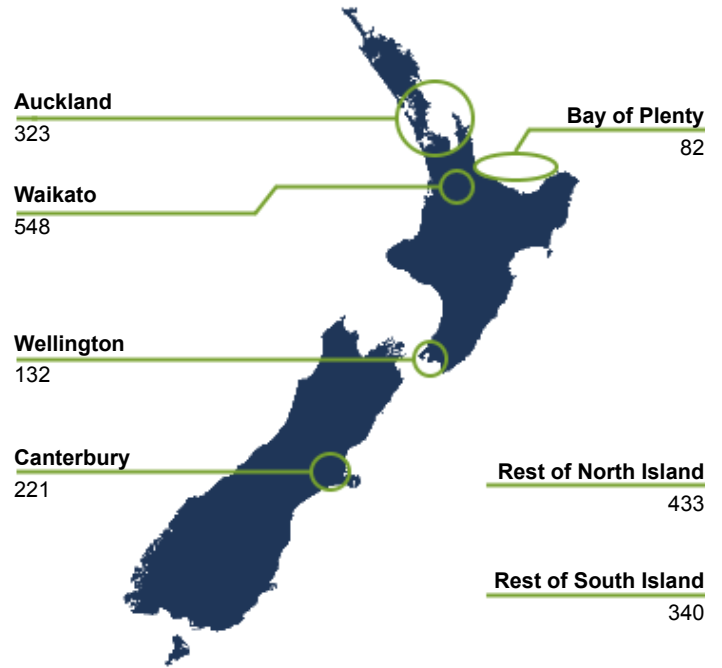 Auckland
323
Bay of Plenty
82
Waikato
548
Wellington
132
Canterbury
221
Rest of North Island
433
Rest of South Island
340